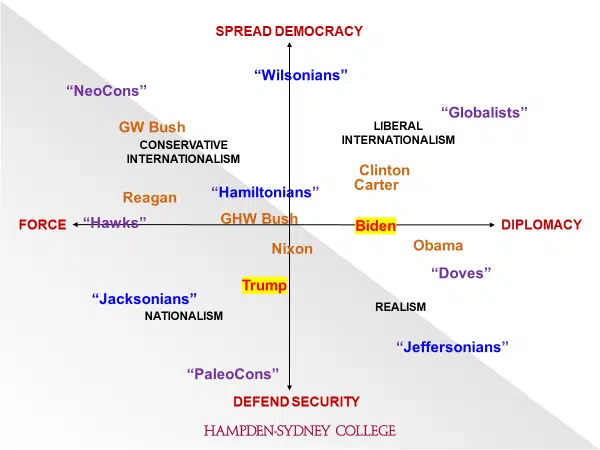 SPREAD DEMOCRACY
“Wilsonians”
“NeoCons”
“Globalists”
GW Bush
LIBERAL
INTERNATIONALISM
CONSERVATIVE
INTERNATIONALISM
Clinton
Carter
“Hamiltonians”
Reagan
GHW Bush
FORCE
“Hawks”
Biden
DIPLOMACY
Nixon
Obama
“Doves”
Trump
“Jacksonians”
NATIONALISM
REALISM
“Jeffersonians”
“PaleoCons”
DEFEND SECURITY
HAMPDEN-SYDNEY COLLEGE